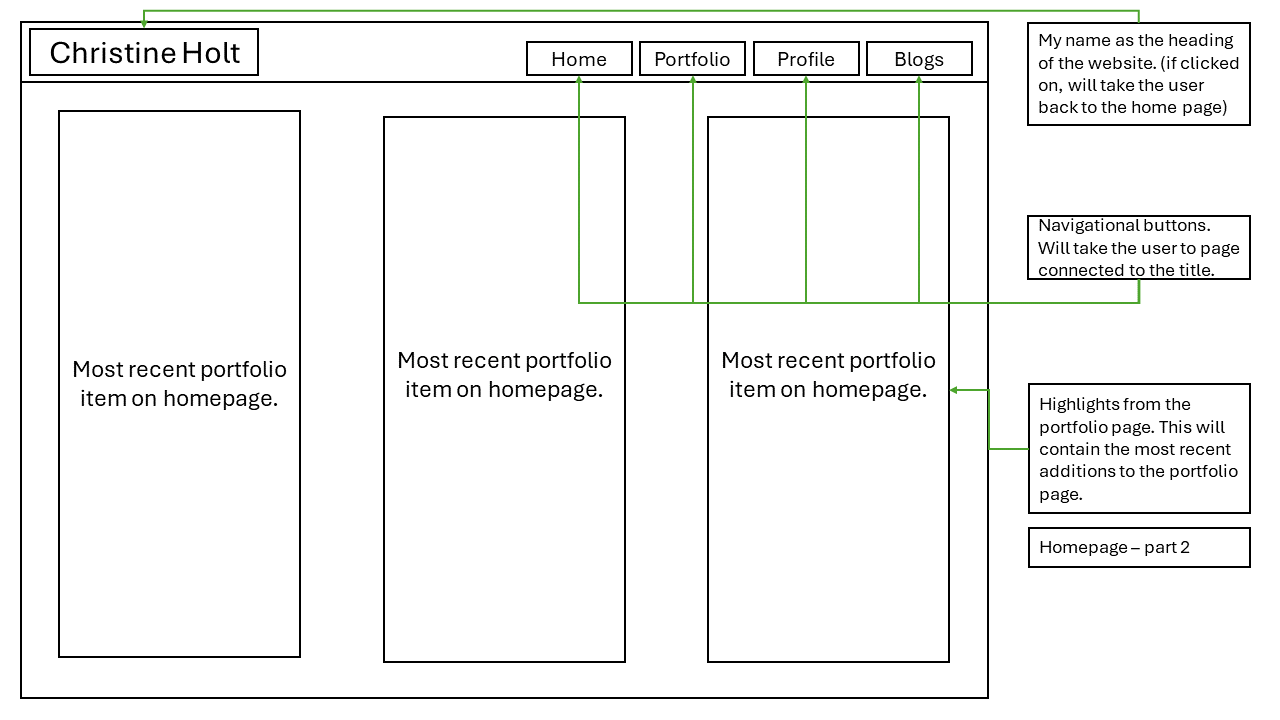 Christine Holt
Home
Portfolio
Profile
Blogs
My name as the heading
of the website. (if clicked
on, will take the user
back to the home page)
Navigational buttons.
Will take the user to page
connected to the title.
Most recent portfolio
item on homepage.
Most recent portfolio
item on homepage.
Most recent portfolio
item on homepage.
Highlights from the
portfolio page. This will
contain the most recent
additions to the portfolio
page.
Homepage – part 2